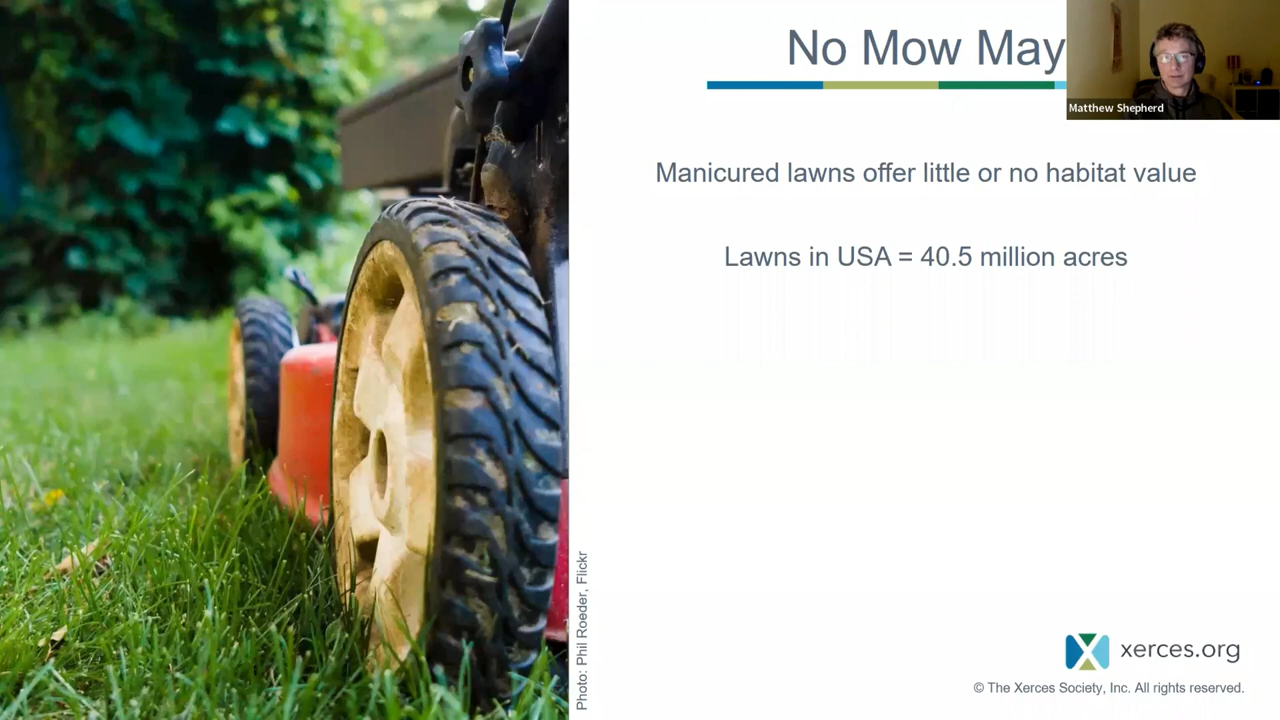 No Mow May
Matthew Shepherd
Manicured lawns offer little or no habitat value
Lawns in USA = 40.5 million acres
Photo: Phil Roeder, Flickr
xerces.org
© The Xerces Society, Inc. All rights reserved.